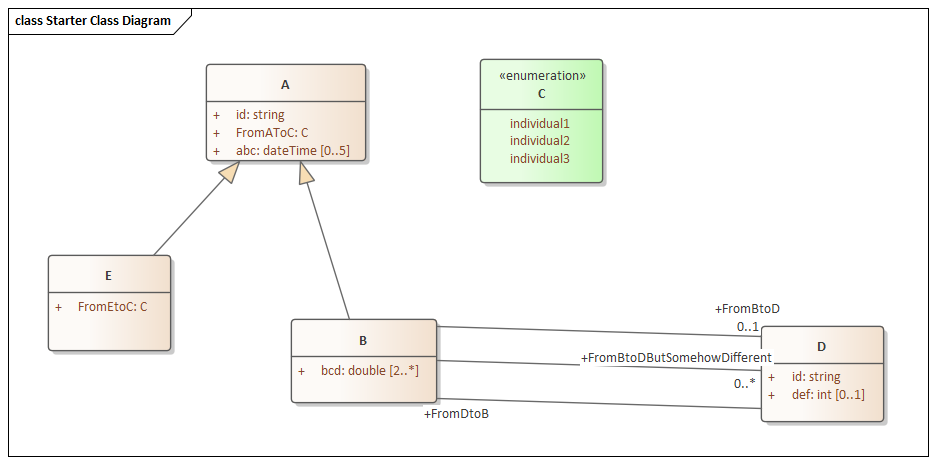 class Starter Class Diagram
A
+ id: string
+ FromAToC: C
+ abc: dateTime [0..5]
«enumeration»
C
individual1
individual2
individual3
E
+ FromEtoC: C
B
+ bcd: double [2..*]
+FromBtoD
0..1
+FromBtoDButSomehowDifferent
0..*
+FromDtoB
D
+ id: string
+ def: int [0..1]